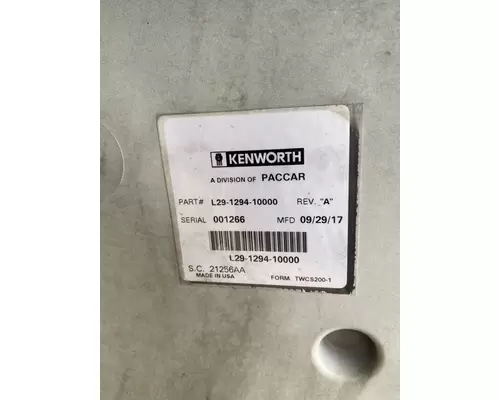 KENWORTH
A DIVISION OF PACCAR
PART# L29-1294-10000 REV. "A"
SERIAL 001266 MFD 09/29/17
L29-1294-10000
S.C. 21256AA
MADE IN USA FORM TWCS200-1